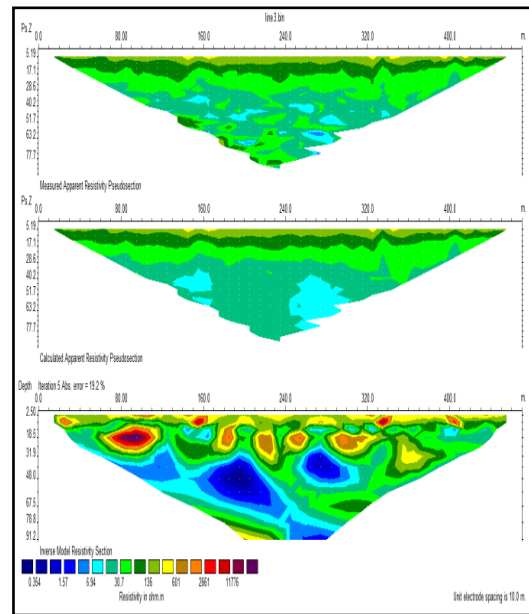 line 3.bin
Ps.Z 0.0 80.00 160.0 240.0 320.0 400.0 m.
5.19
17.1
28.6
40.2
51.7
63.2
77.7
Measured Apparent Resistivity Pseudosection
Ps.Z 0.0 80.00 160.0 240.0 320.0 400.1 m.
5.19
17.1
28.6
40.2
51.7
63.2
77.7
Calculated Apparent Resistivity Pseudosection
Depth Iteration 5 Abs. error = 19.2 %
0.0 80.00 160.0 240.0 320.0 400.1 m.
2.50
18.5
31.9
48.0
67.5
78.8
91.2
Inverse Model Resistivity Section
0.354 1.57 6.94 30.7 136 601 2661 11776
Resistivity in ohm.m
Unit electrode spacing is 10.0 m.